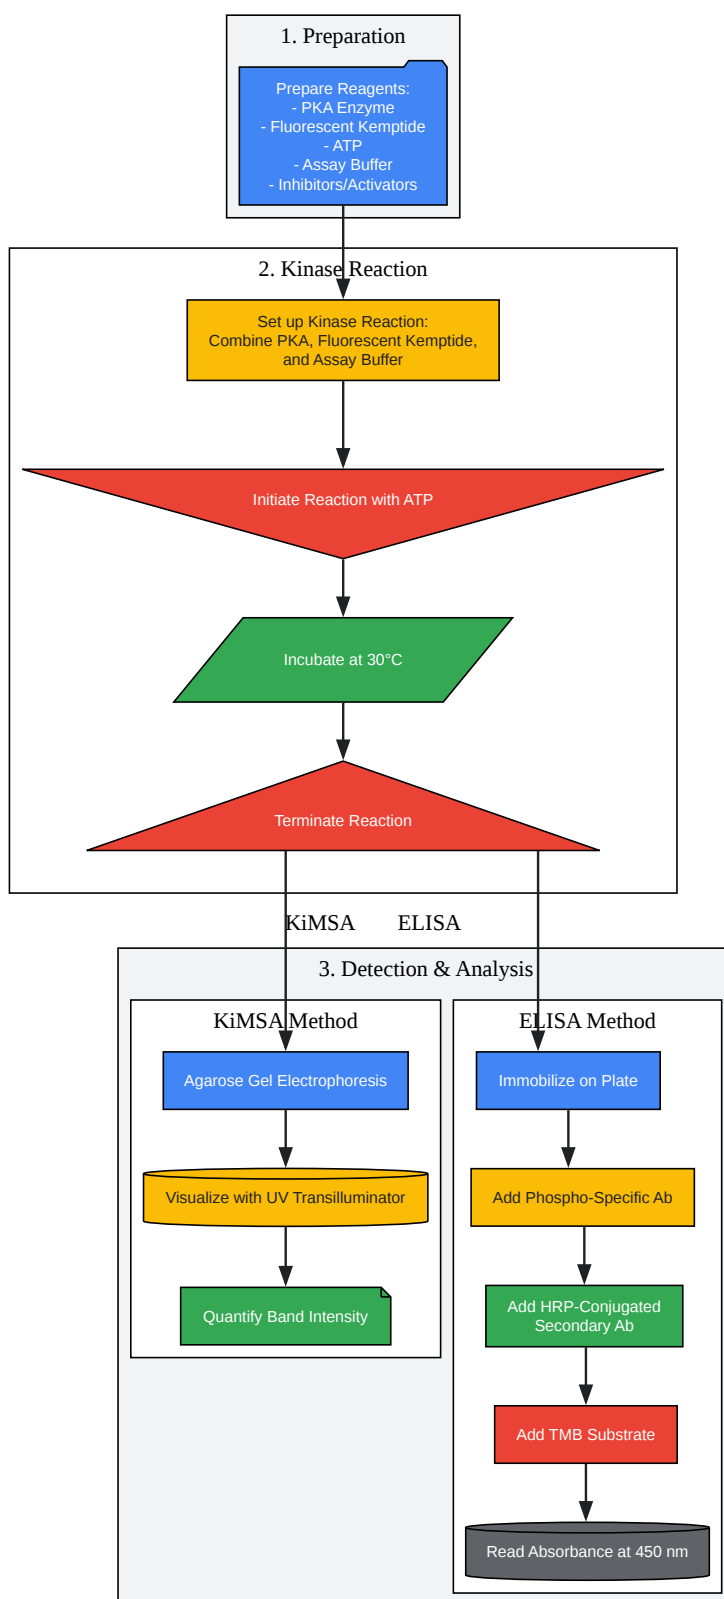 1. Preparation
Prepare Reagents:
- PKA Enzyme
- Fluorescent Kemptide
- ATP
- Assay Buffer
- Inhibitors/Activators
2. Kinase Reaction
Set up Kinase Reaction:
Combine PKA, Fluorescent Kemptide,
and Assay Buffer
Initiate Reaction with ATP
Incubate at 30°C
Terminate Reaction
KiMSA
ELISA
3. Detection & Analysis
KiMSA Method
Agarose Gel Electrophoresis
Visualize with UV Transilluminator
Quantify Band Intensity
ELISA Method
Immobilize on Plate
Add Phospho-Specific Ab
Add HRP-Conjugated
Secondary Ab
Add TMB Substrate
Read Absorbance at 450 nm